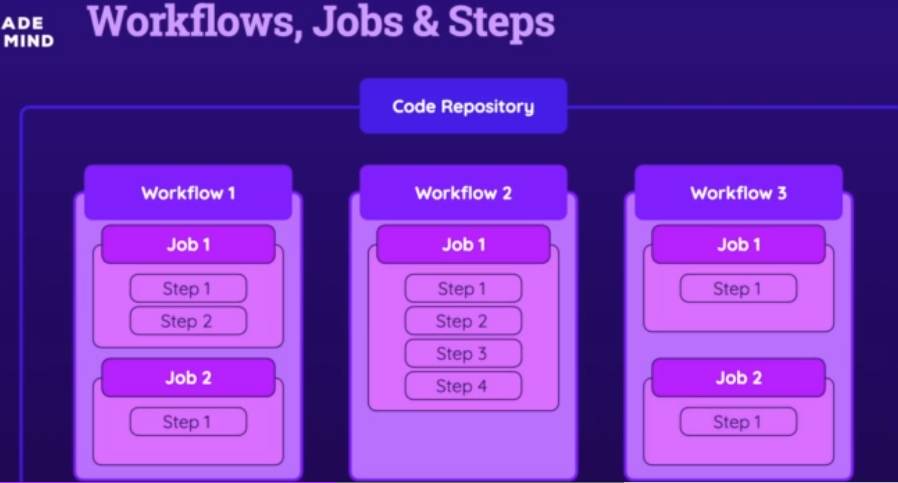 ADE
MIND
Workflows, Jobs & Steps
Code Repository
Workflow 1
Job 1
Step 1
Step 2
Job 2
Step 1
Workflow 2
Job 1
Step 1
Step 2
Step 3
Step 4
Workflow 3
Job 1
Step 1
Job 2
Step 1